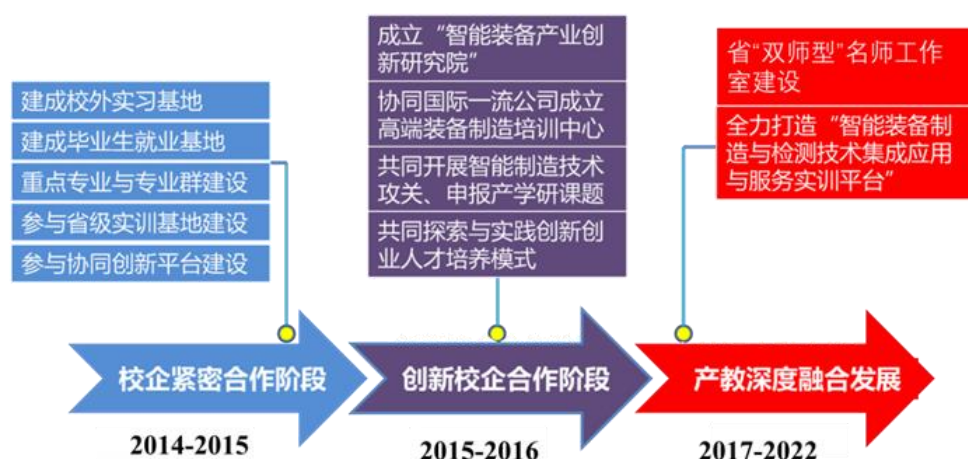 建成校外实习基地
建成毕业生就业基地
重点专业与专业群建设
参与省级实训基地建设
参与协同创新平台建设
成立“智能装备产业创
新研究院”
协同国际一流公司成立
高端装备制造培训中心
共同开展智能制造技术
攻关、申报产学研课题
共同探索与实践创新创
业人才培养模式
省“双师型”名师工作
室建设
全力打造“智能装备制
造与检测技术集成应用
与服务实训平台”
校企紧密合作阶段
创新校企合作阶段
产教深度融合发展
2014-2015
2015-2016
2017-2022